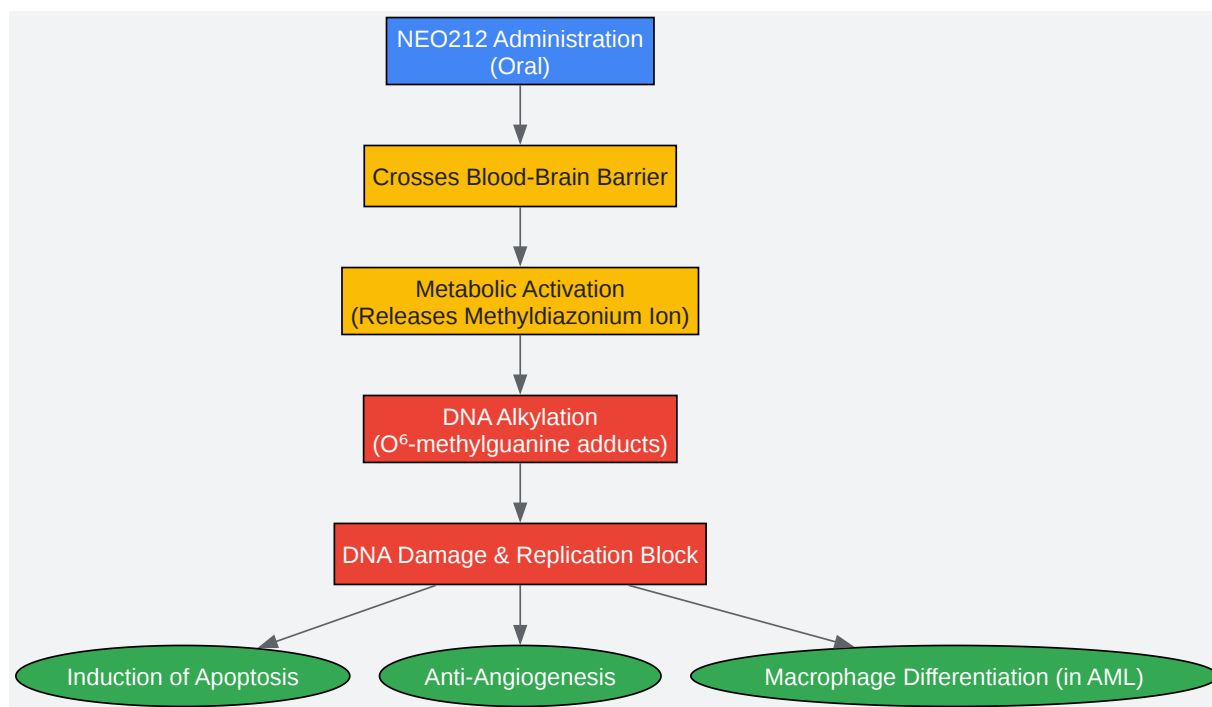 NEO212 Administration
(Oral)
Crosses Blood-Brain Barrier
Metabolic Activation
(Releases Methyldiazonium Ion)
DNA Alkylation
(O⁶-methylguanine adducts)
DNA Damage & Replication Block
Induction of Apoptosis
Anti-Angiogenesis
Macrophage Differentiation (in AML)